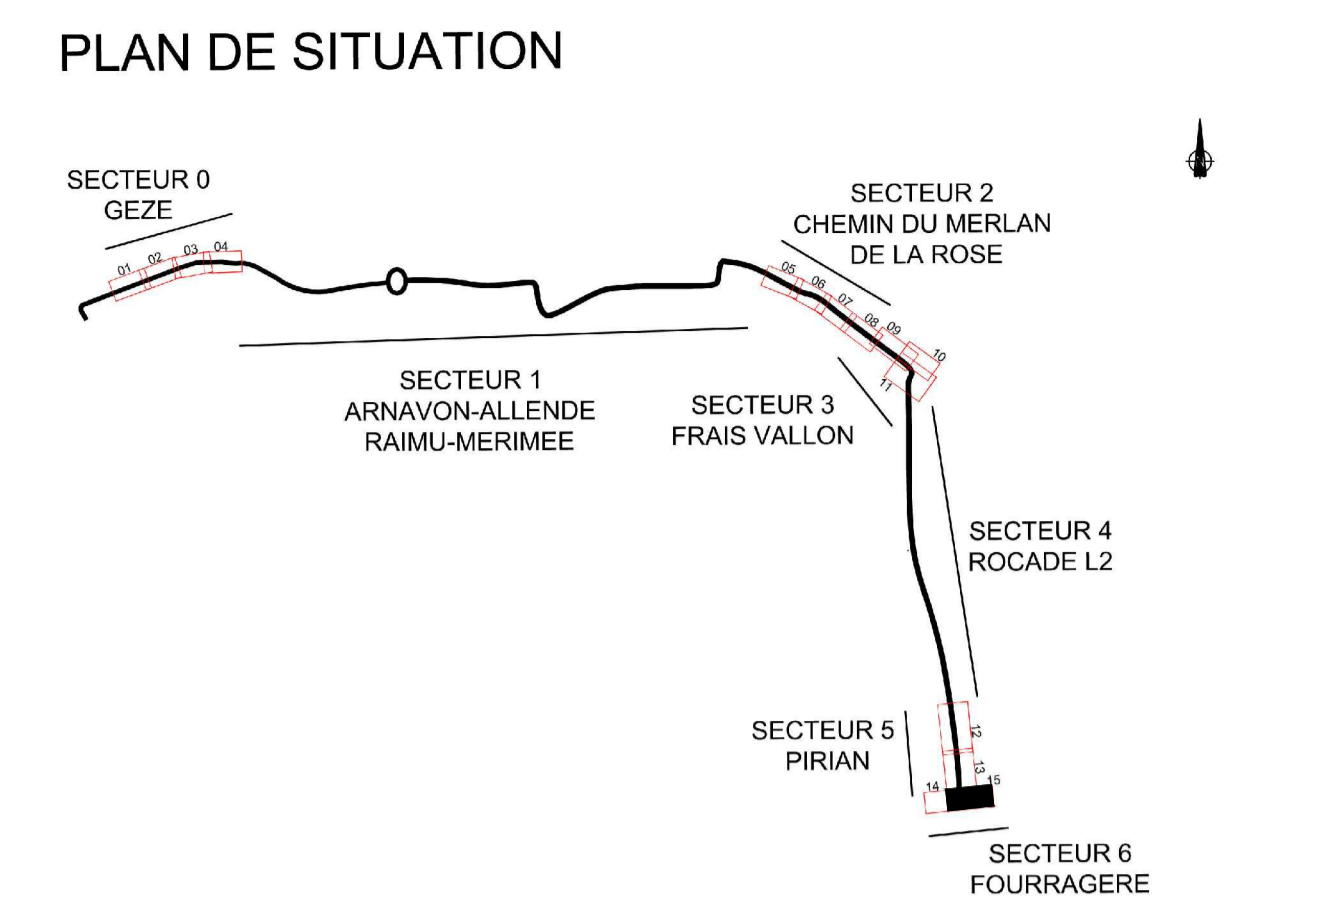 PLAN DE SITUATION
SECTEUR 0
GEZE
01
02
03
04
SECTEUR 1
ARNAVON-ALLENDE
RAIMU-MERIMEE
SECTEUR 2
CHEMIN DU MERLAN
DE LA ROSE
05
06
07
08
09
10
11
SECTEUR 3
FRAIS VALLON
SECTEUR 4
ROCADE L2
SECTEUR 5
PIRIAN
12
13
14
15
SECTEUR 6
FOURRAGERE